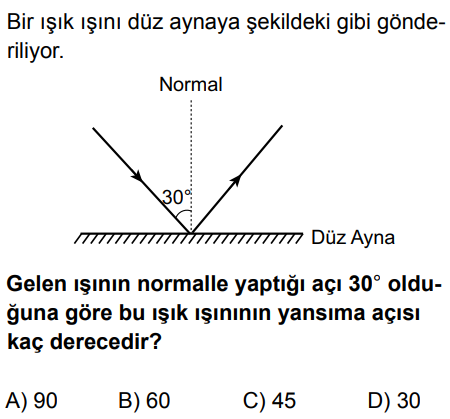 Bir ışık ışını düz aynaya şekildeki gibi gönde-
riliyor.
Normal
30°
Düz Ayna
Gelen ışının normalle yaptığı açı 30° oldu-
ğuna göre bu ışık ışınının yansıma açısı
kaç derecedir?
A) 90 B) 60 C) 45 D) 30